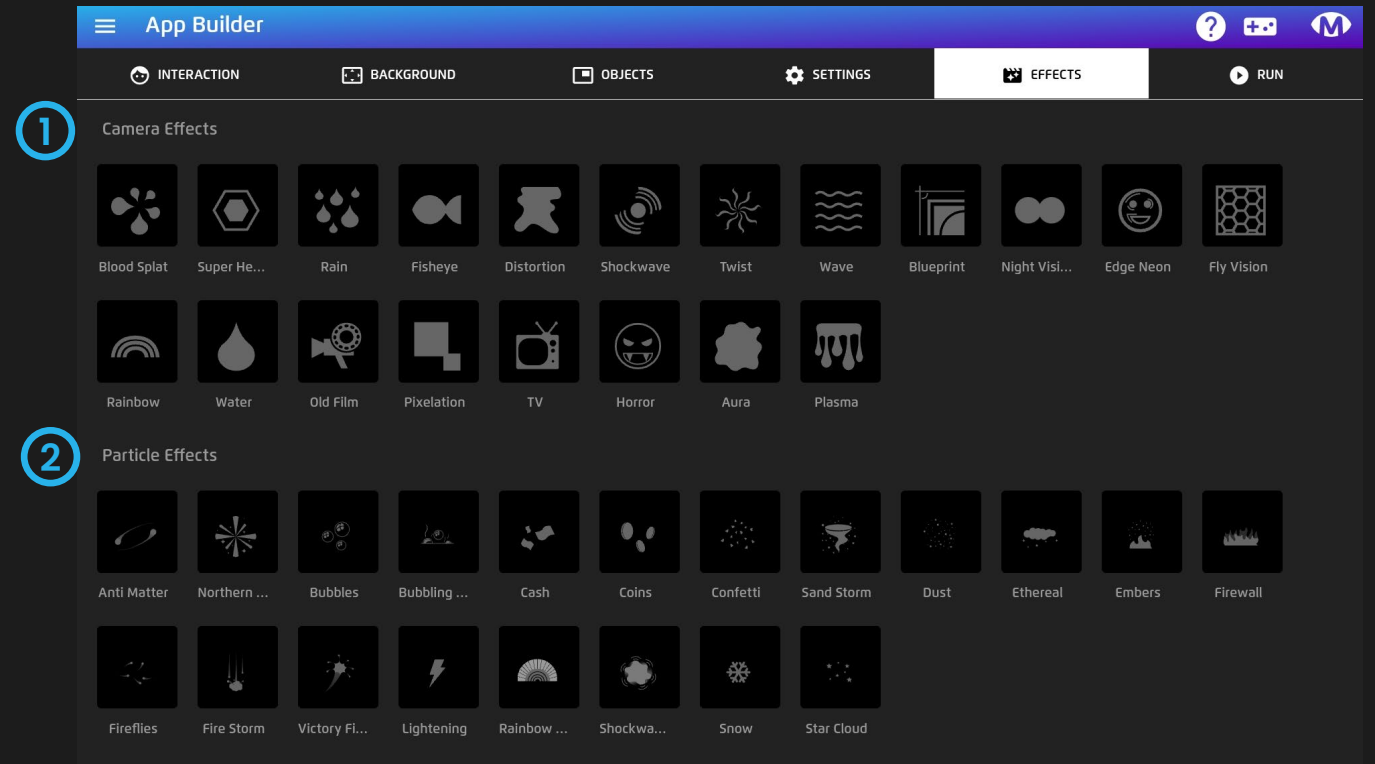 App Builder
? M
INTERACTION BACKGROUND OBJECTS SETTINGS EFFECTS RUN
1 Camera Effects
Blood Splat Super He... Rain Fisheye Distortion Shockwave Twist Wave Blueprint Night Visi... Edge Neon Fly Vision
Rainbow Water Old Film Pixelation TV Horror Aura Plasma
2 Particle Effects
Anti Matter Northern ... Bubbles Bubbling ... Cash Coins Confetti Sand Storm Dust Ethereal Embers Firewall
Fireflies Fire Storm Victory Fi... Lightening Rainbow ... Shockwa... Snow Star Cloud